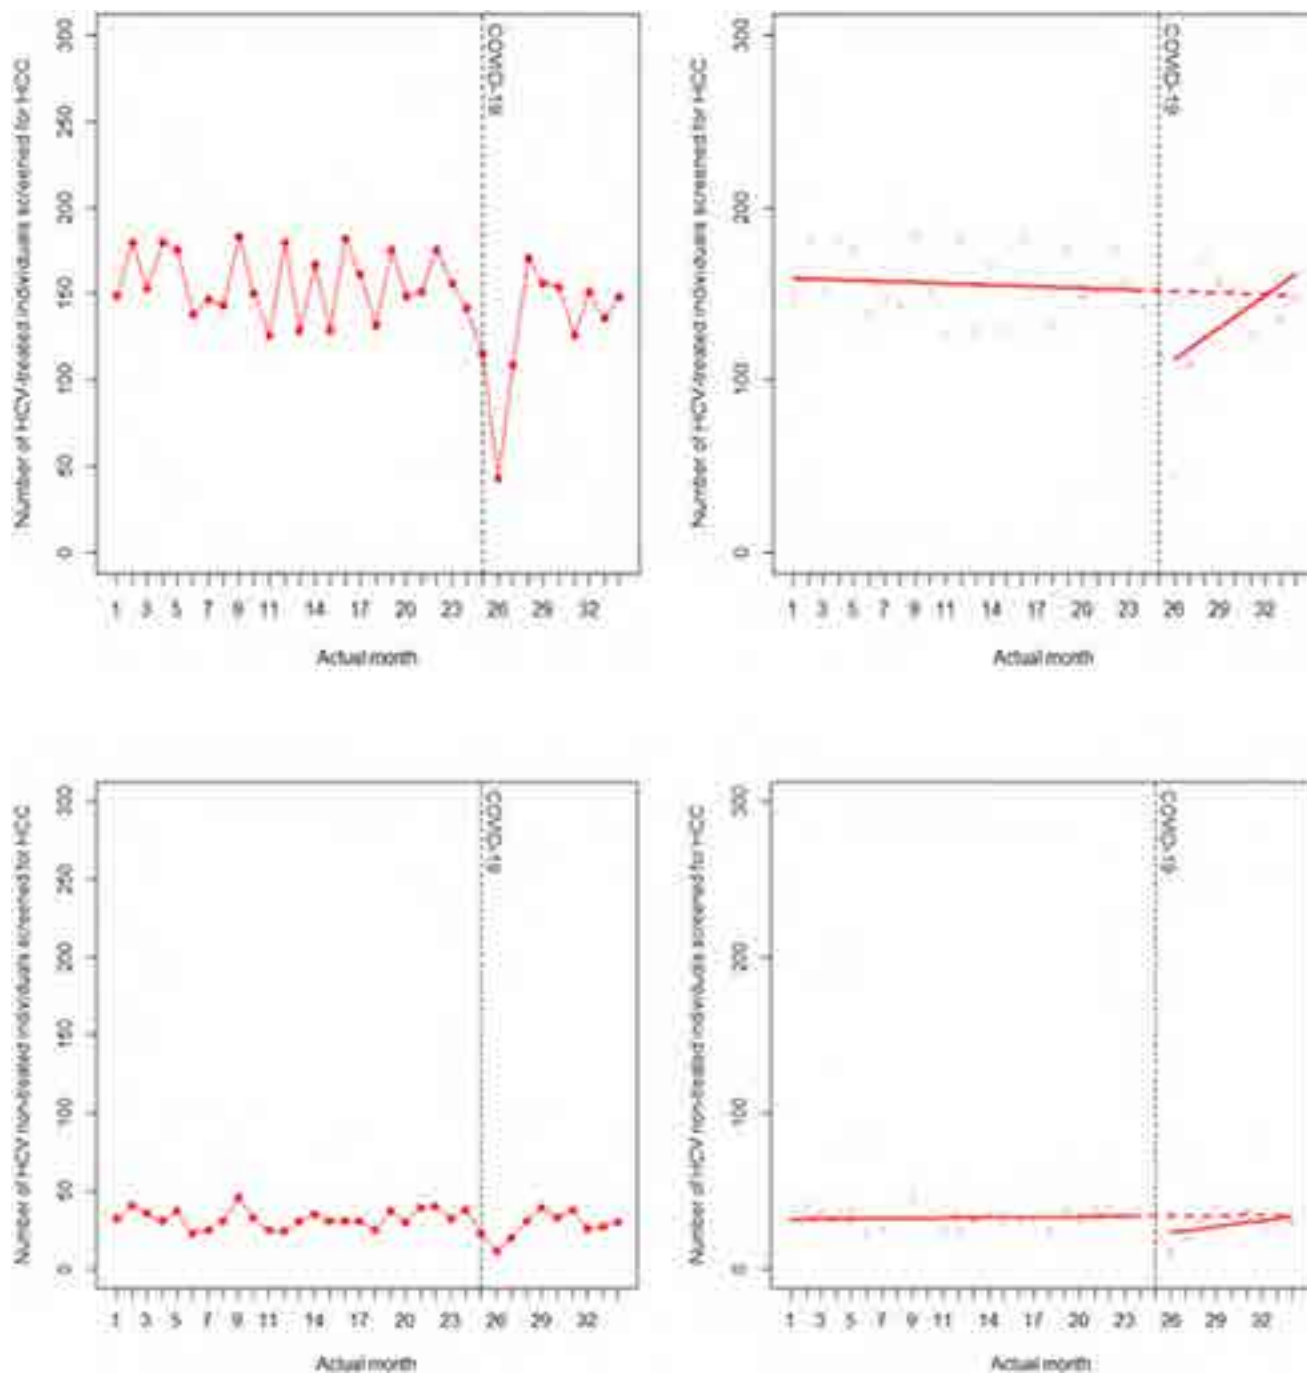 Number of HCV-treated individuals screened for HCC
300
250
200
150
100
50
0
COVID-19
1 3 5 7 9 11 14 17 20 23 26 29 32
Actual month
Number of HCV-treated individuals screened for HCC
300
200
100
0
COVID-19
1 3 5 7 9 11 14 17 20 23 26 29 32
Actual month
Number of HCV non-treated individuals screened for HCC
300
250
200
150
100
50
0
COVID-19
1 3 5 7 9 11 14 17 20 23 26 29 32
Actual month
Number of HCV non-treated individuals screened for HCC
300
200
100
0
COVID-19
1 3 5 7 9 11 14 17 20 23 26 29 32
Actual month